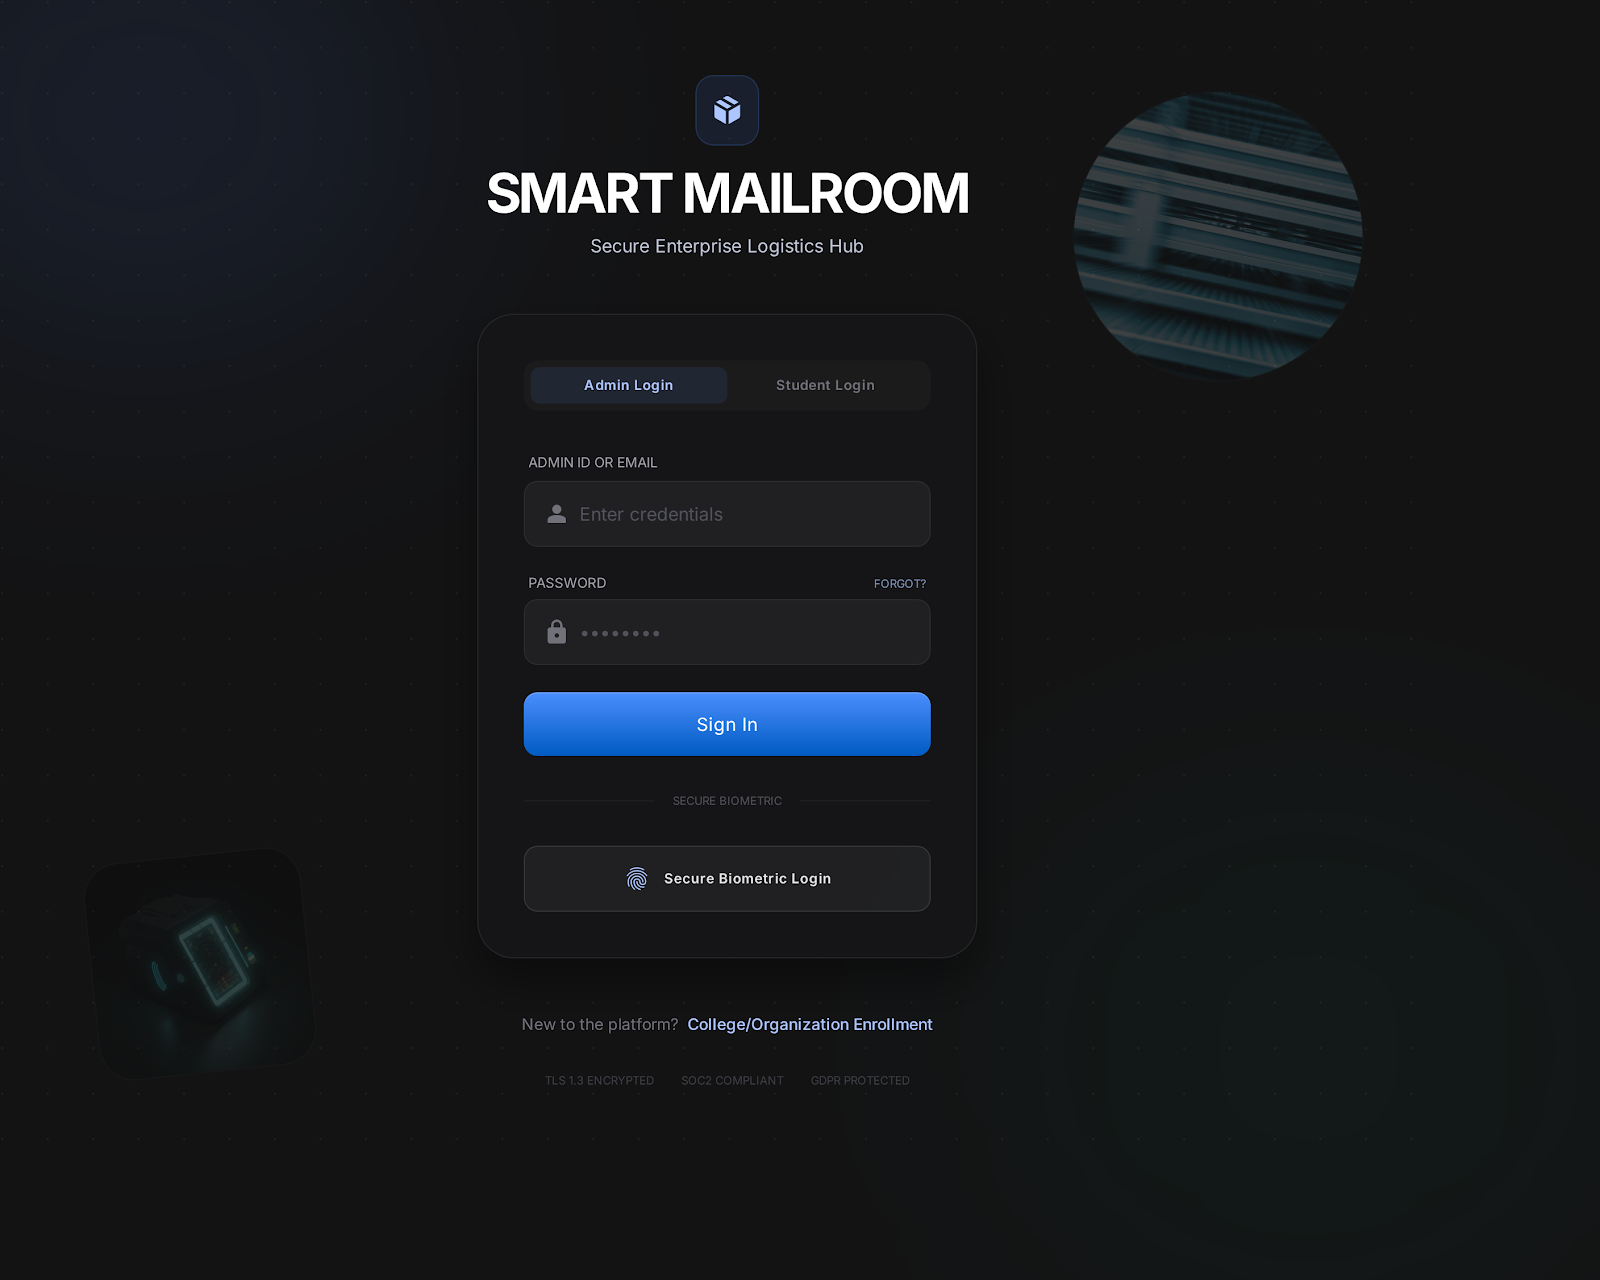 SMART MAILROOM
Secure Enterprise Logistics Hub
Admin Login
Student Login
ADMIN ID OR EMAIL
Enter credentials
PASSWORD
FORGOT?
Sign In
SECURE BIOMETRIC
Secure Biometric Login
New to the platform? College/Organization Enrollment
TLS 1.3 ENCRYPTED
SOC2 COMPLIANT
GDPR PROTECTED